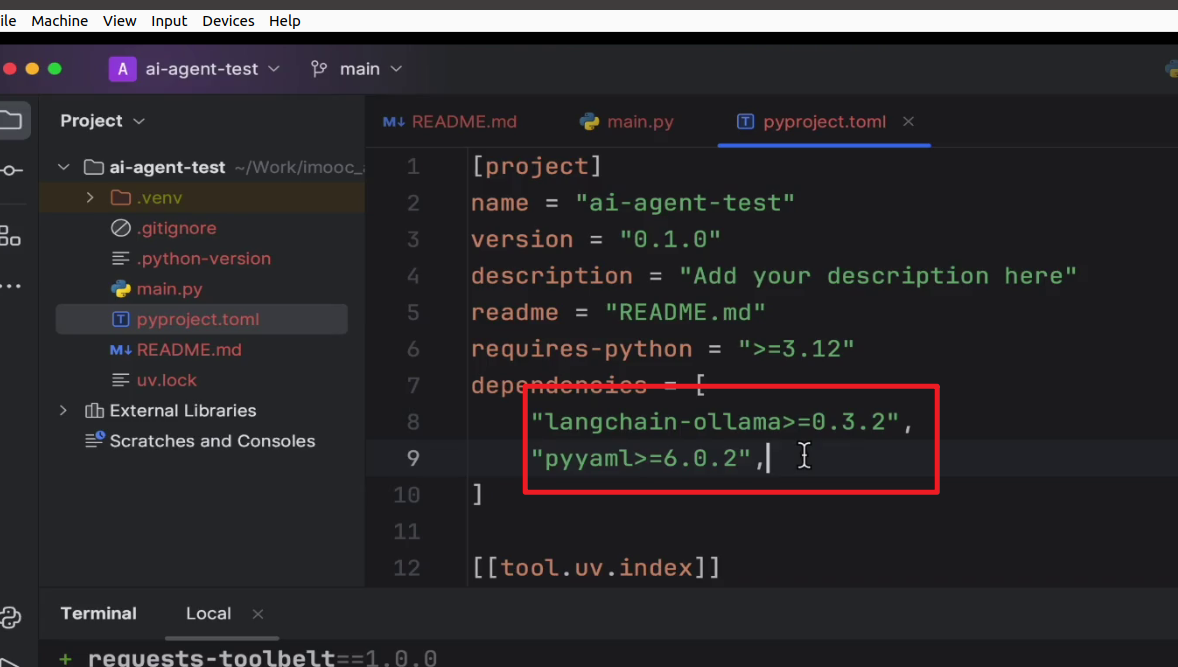 ile Machine View Input Devices Help
A ai-agent-test main
Project
README.md main.py pyproject.toml
ai-agent-test ~/Work/imooc_
.venv
.gitignore
.python-version
main.py
pyproject.toml
README.md
uv.lock
External Libraries
Scratches and Consoles
1 [project]
2 name = "ai-agent-test"
3 version = "0.1.0"
4 description = "Add your description here"
5 readme = "README.md"
6 requires-python = ">=3.12"
7 dependencies = [
8 "langchain-ollama>=0.3.2",
9 "pyyaml>=6.0.2",
10 ]
11
12 [[tool.uv.index]]
Terminal Local
+ requests-toolbelt==1.0.0